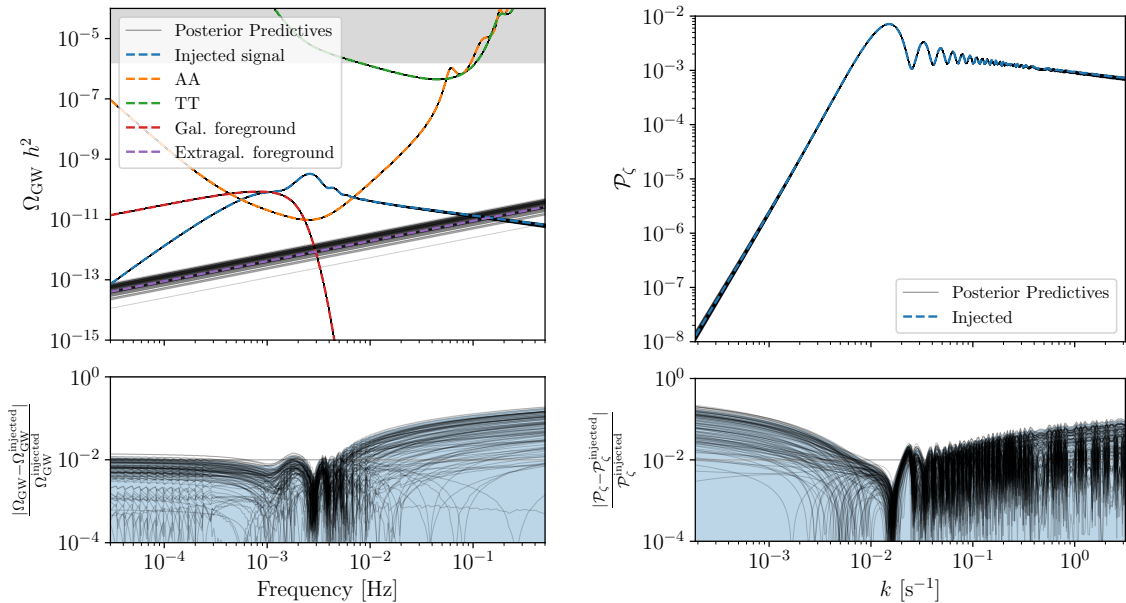 10^{-5}
10^{-7}
10^{-9}
10^{-11}
10^{-13}
10^{-15}
Ω_GW h^2
Posterior Predictives
Injected signal
AA
TT
Gal. foreground
Extragal. foreground
10^{-2}
10^{-3}
10^{-4}
10^{-5}
10^{-6}
10^{-7}
10^{-8}
𝒫_ζ
Posterior Predictives
Injected
10^0
10^{-2}
10^{-4}
|Ω_GW−Ω_GW^injected|
Ω_GW^injected
10^{-4}
10^{-3}
10^{-2}
10^{-1}
Frequency [Hz]
10^0
10^{-2}
10^{-4}
|𝒫_ζ−𝒫_ζ^injected|
𝒫_ζ^injected
10^{-3}
10^{-2}
10^{-1}
10^0
k [s^{-1}]